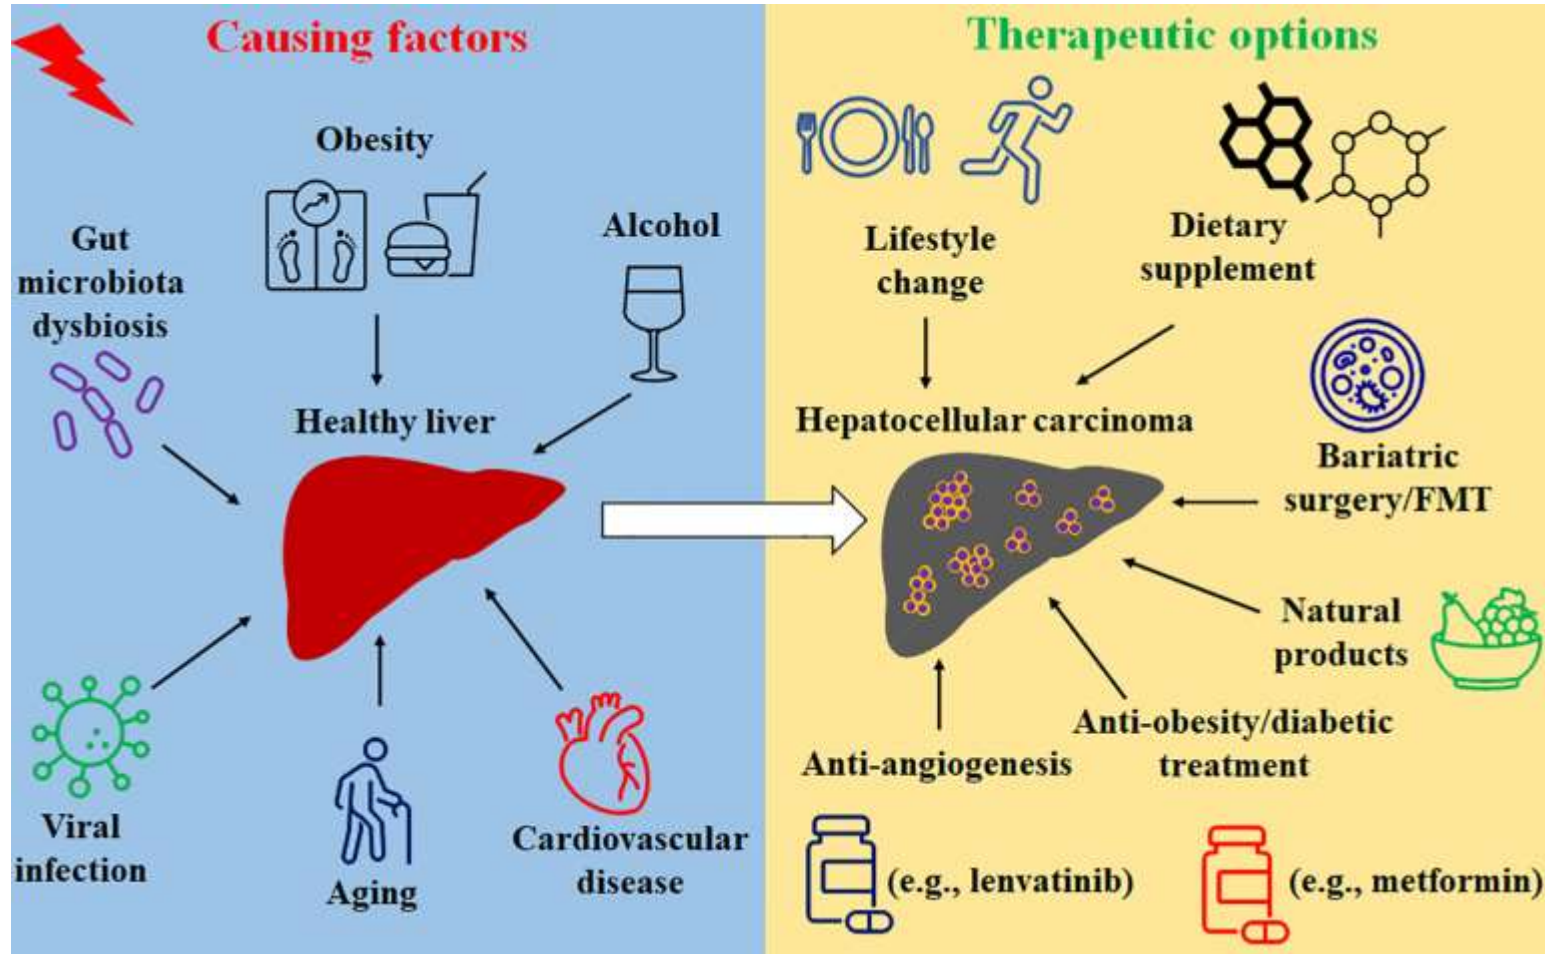 Causing factors
Obesity
Alcohol
Gut
microbiota
dysbiosis
Healthy liver
Viral
infection
Aging
Cardiovascular
disease
Therapeutic options
Lifestyle
change
Dietary
supplement
Hepatocellular carcinoma
Bariatric
surgery/FMT
Natural
products
Anti-obesity/diabetic
treatment
Anti-angiogenesis
(e.g., lenvatinib)
(e.g., metformin)